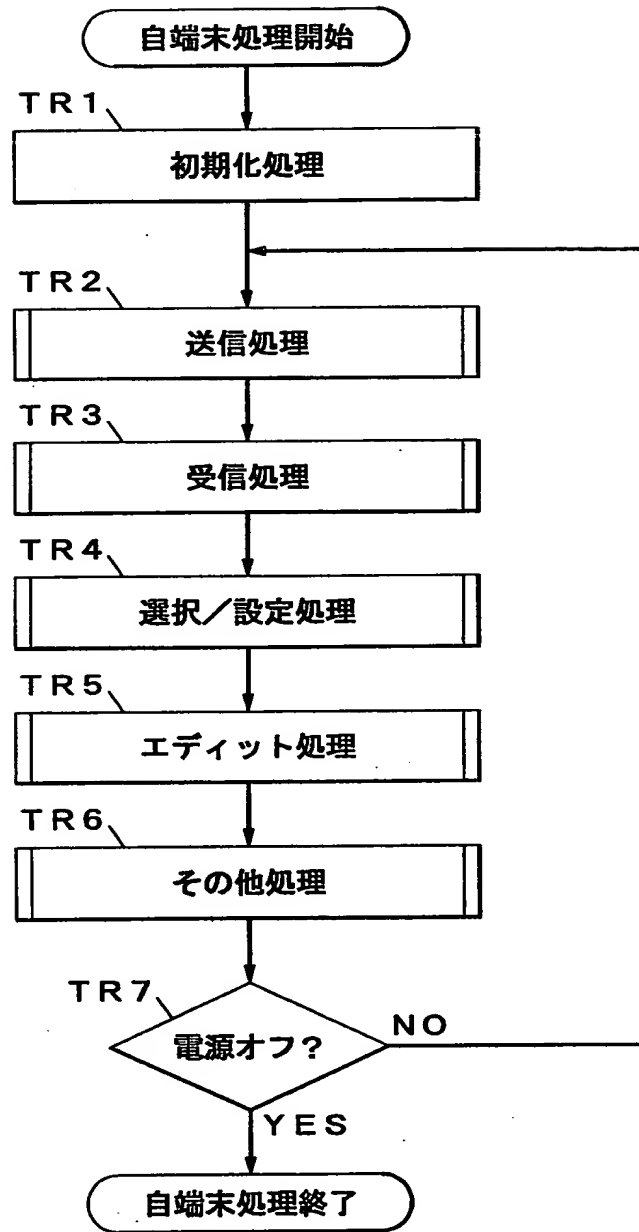 自端末処理開始
TR1
初期化処理
TR2
送信処理
TR3
受信処理
TR4
選択／設定処理
TR5
エディット処理
TR6
その他処理
TR7
電源オフ？
NO
YES
自端末処理終了